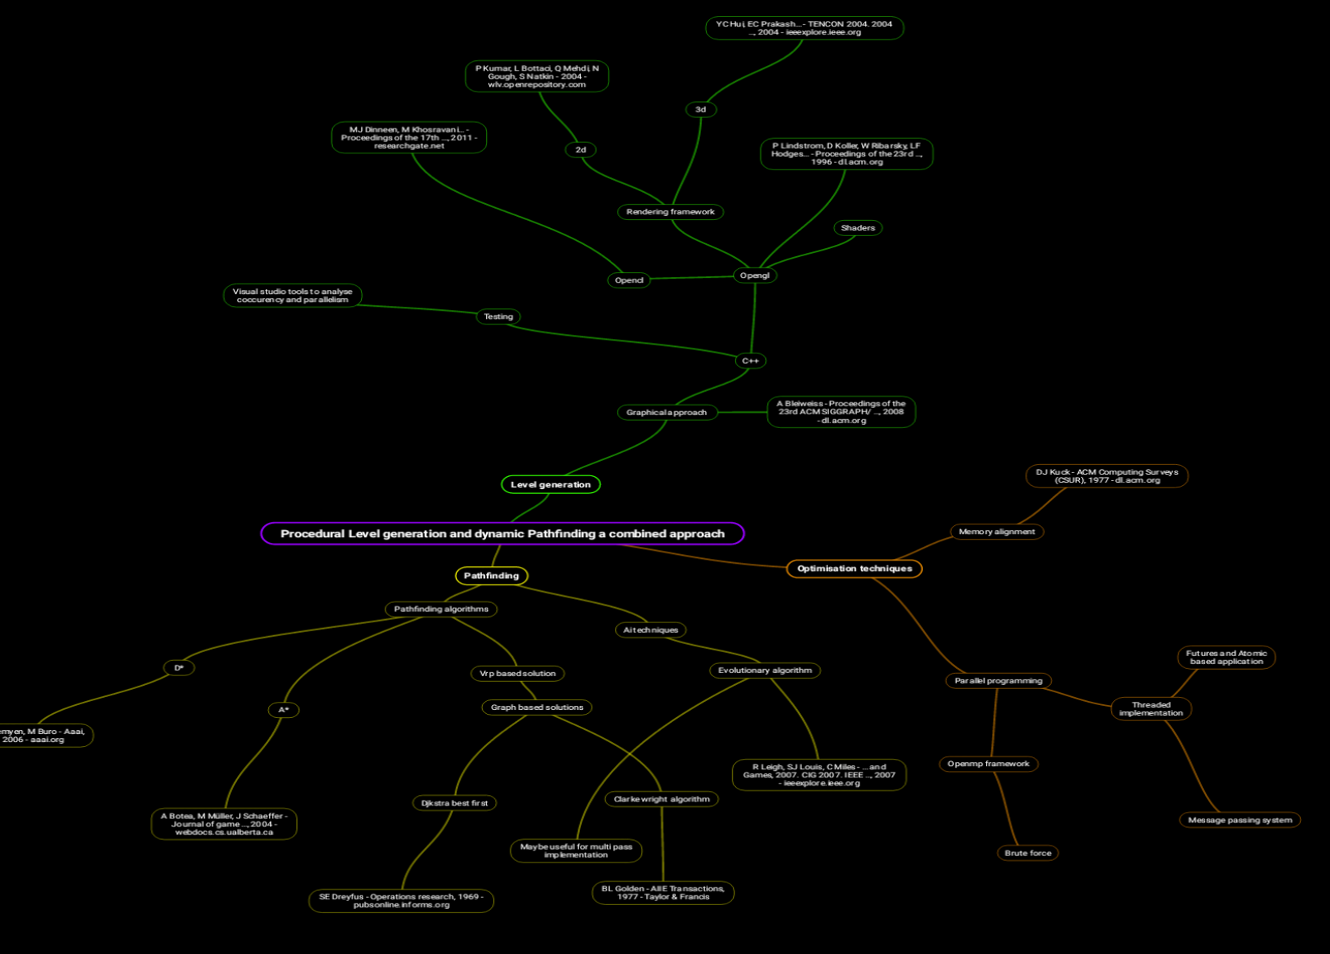 YC Hui, EC Prakash... - TENCON 2004. 2004
..., 2004 - ieeexplore.ieee.org
P Kumar, L Bottaci, Q Mehdi, N
Gough, S Natkin - 2004 -
wlv.openrepository.com
3d
MJ Dinneen, M Khosravani... -
Proceedings of the 17th ..., 2011 -
researchgate.net
2d
P Lindstrom, D Koller, W Ribarsky, LF
Hodges... - Proceedings of the 23rd ...,
1996 - dl.acm.org
Rendering framework
Shaders
Opencl
Opengl
Visual studio tools to analyse
coccurency and parallelism
Testing
C++
Graphical approach
A Bleiweiss - Proceedings of the
23rd ACM SIGGRAPH/ ..., 2008
- dl.acm.org
Level generation
DJ Kuck - ACM Computing Surveys
(CSUR), 1977 - dl.acm.org
Memory alignment
Procedural Level generation and dynamic Pathfinding a combined approach
Optimisation techniques
Pathfinding
Pathfinding algorithms
Ai techniques
D*
Vrp based solution
Evolutionary algorithm
Futures and Atomic
based application
Parallel programming
A*
Graph based solutions
Threaded
implementation
emyen, M Buro - Aaai,
2006 - aaai.org
Openmp framework
R Leigh, SJ Louis, C Miles - ... and
Games, 2007. CIG 2007. IEEE ..., 2007
- ieeexplore.ieee.org
Djkstra best first
Clarke wright algorithm
A Botea, M Müller, J Schaeffer -
Journal of game ..., 2004 -
webdocs.cs.ualberta.ca
Message passing system
Maybe useful for multi pass
implementation
Brute force
SE Dreyfus - Operations research, 1969 -
pubsonline.informs.org
BL Golden - AIIE Transactions,
1977 - Taylor & Francis